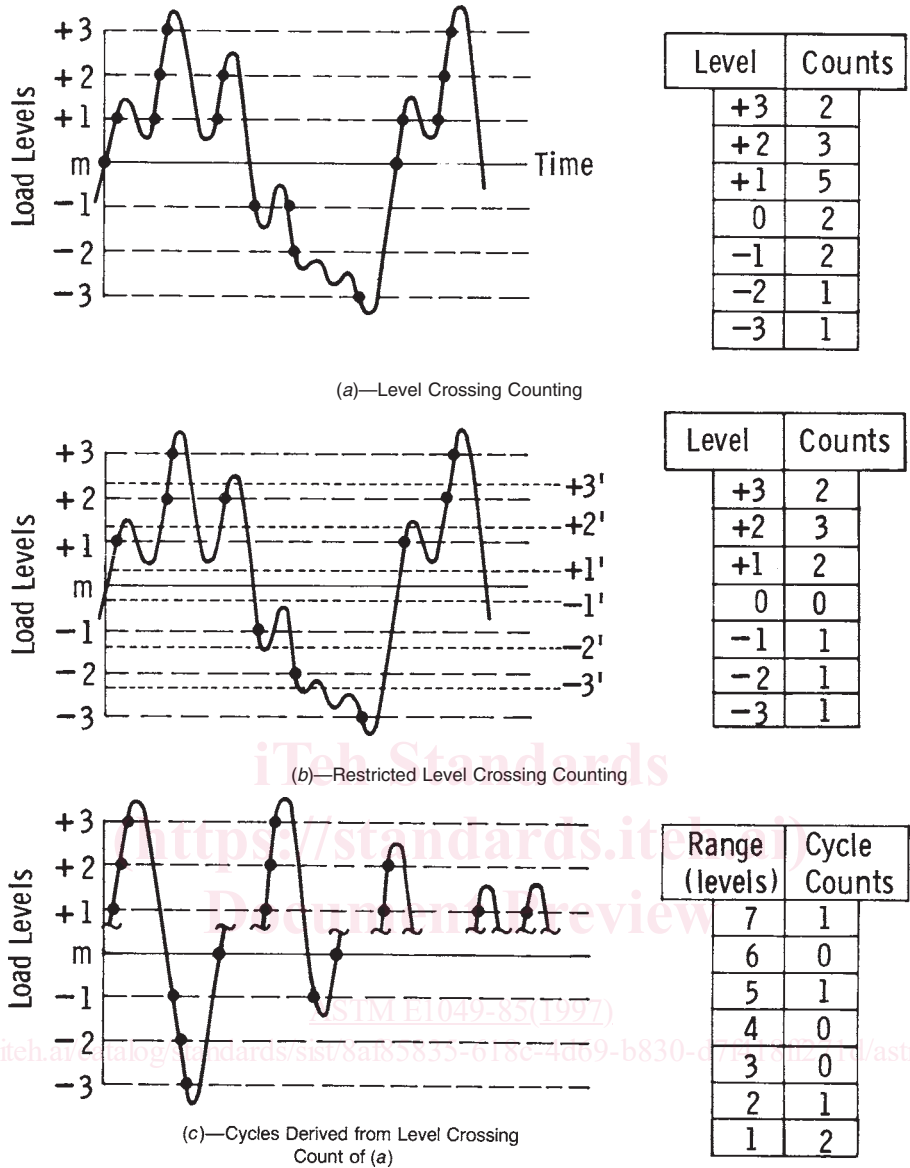 +3
+2
+1
m
−1
−2
−3
Load Levels
Time
Level Counts
+3 2
+2 3
+1 5
0 2
−1 2
−2 1
−3 1
(a)—Level Crossing Counting
+3
+2
+1
m
−1
−2
−3
Load Levels
+3'
+2'
+1'
−1'
−2'
−3'
Level Counts
+3 2
+2 3
+1 2
0 0
−1 1
−2 1
−3 1
(b)—Restricted Level Crossing Counting
iTeh Standards
(https://standards.iteh.ai)
Document Preview
ASTM E1049-85(1997)
+3
+2
+1
m
−1
−2
−3
Load Levels
Range (levels) Cycle Counts
7 1
6 0
5 1
4 0
3 0
2 1
1 2
(c)—Cycles Derived from Level Crossing
Count of (a)